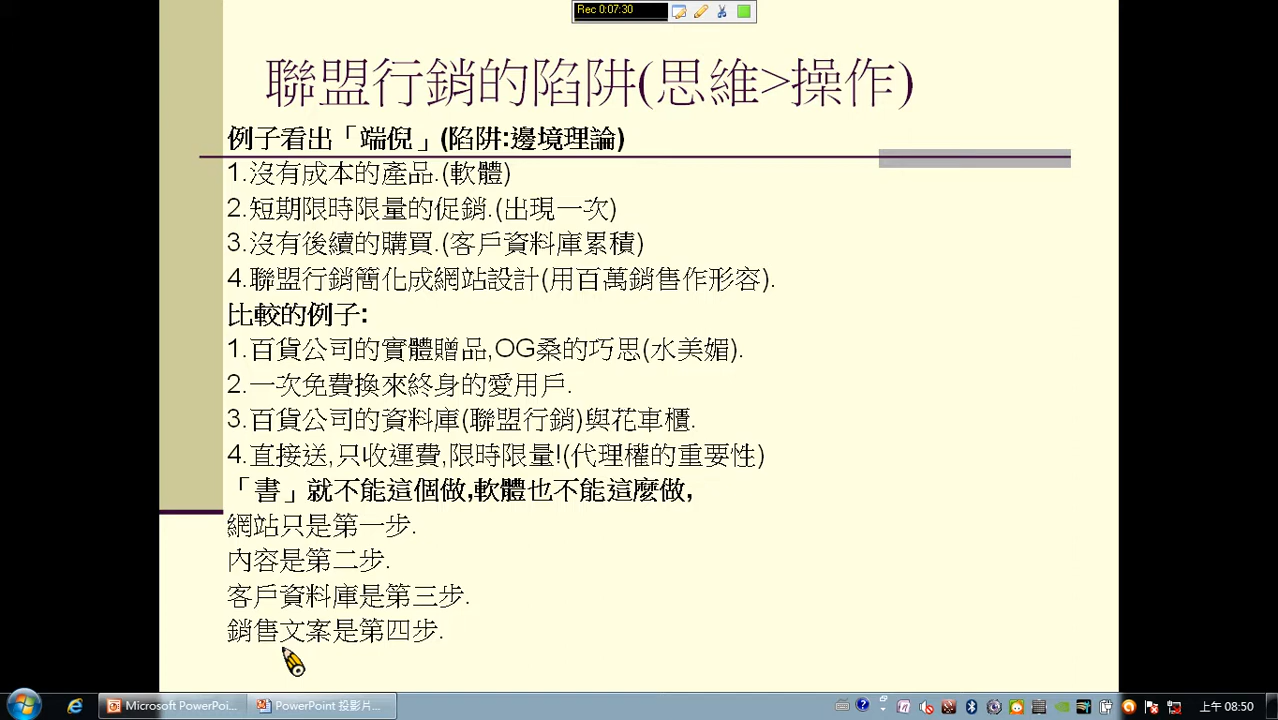 Rec 0:07:30
聯盟行銷的陷阱(思維>操作)
例子看出「端倪」(陷阱:邊境理論)
1.沒有成本的產品.(軟體)
2.短期限時限量的促銷.(出現一次)
3.沒有後續的購買.(客戶資料庫累積)
4.聯盟行銷簡化成網站設計(用百萬銷售作形容).
比較的例子:
1.百貨公司的實體贈品,OG桑的巧思(水美媚).
2.一次免費換來終身的愛用戶.
3.百貨公司的資料庫(聯盟行銷)與花車櫃.
4.直接送,只收運費,限時限量!(代理權的重要性)
「書」就不能這個做,軟體也不能這麼做,
網站只是第一步.
內容是第二步.
客戶資料庫是第三步.
銷售文案是第四步.
Microsoft PowerPoi... PowerPoint 投影片... 上午 08:50